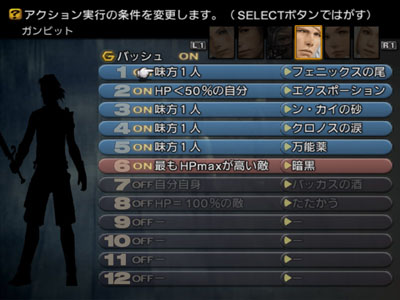 アクション実行の条件を変更します。（SELECTボタンではがす）
ガンビット
L1 R1
G バッシュ ON
1 味方1人 フェニックスの尾
2 ON HP＜50％の自分 エクスポーション
3 ON 味方1人 ン・カイの砂
4 ON 味方1人 クロノスの涙
5 ON 味方1人 万能薬
6 ON 最もHPmaxが高い敵 暗黒
7 OFF 自分自身 バッカスの酒
8 OFF HP＝100％の敵 たたかう
9 OFF － －
10 OFF － －
11 OFF － －
12 OFF － －